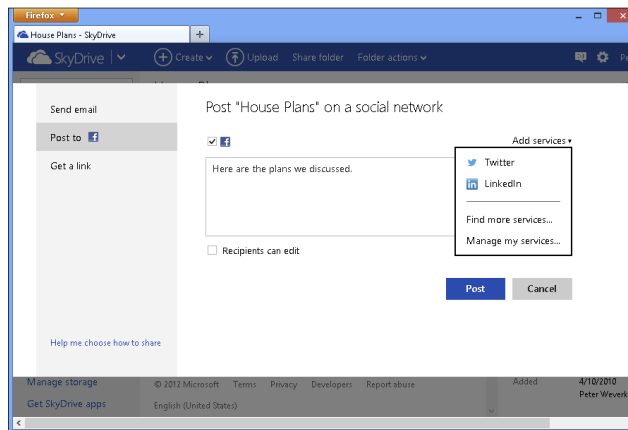 Firefox
House Plans - SkyDrive
SkyDrive
Create
Upload
Share folder
Folder actions
Send email
Post to
Get a link
Help me choose how to share
Post "House Plans" on a social network
Add services
Here are the plans we discussed.
Twitter
LinkedIn
Find more services...
Manage my services...
Recipients can edit
Post
Cancel
Manage storage
Get SkyDrive apps
© 2012 Microsoft Terms Privacy Developers Report abuse
English (United States)
Added
4/10/2010
Peter Weverk